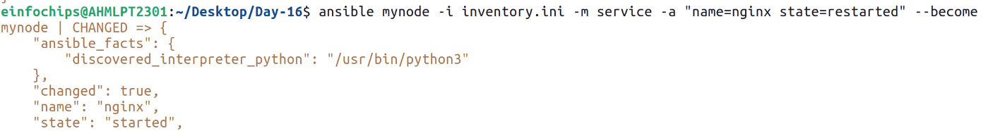 einfochips@AHMLPT2301:~/Desktop/Day-16$ ansible mynode -i inventory.ini -m service -a "name=nginx state=restarted" --become
mynode | CHANGED => {
    "ansible_facts": {
        "discovered_interpreter_python": "/usr/bin/python3"
    },
    "changed": true,
    "name": "nginx",
    "state": "started",